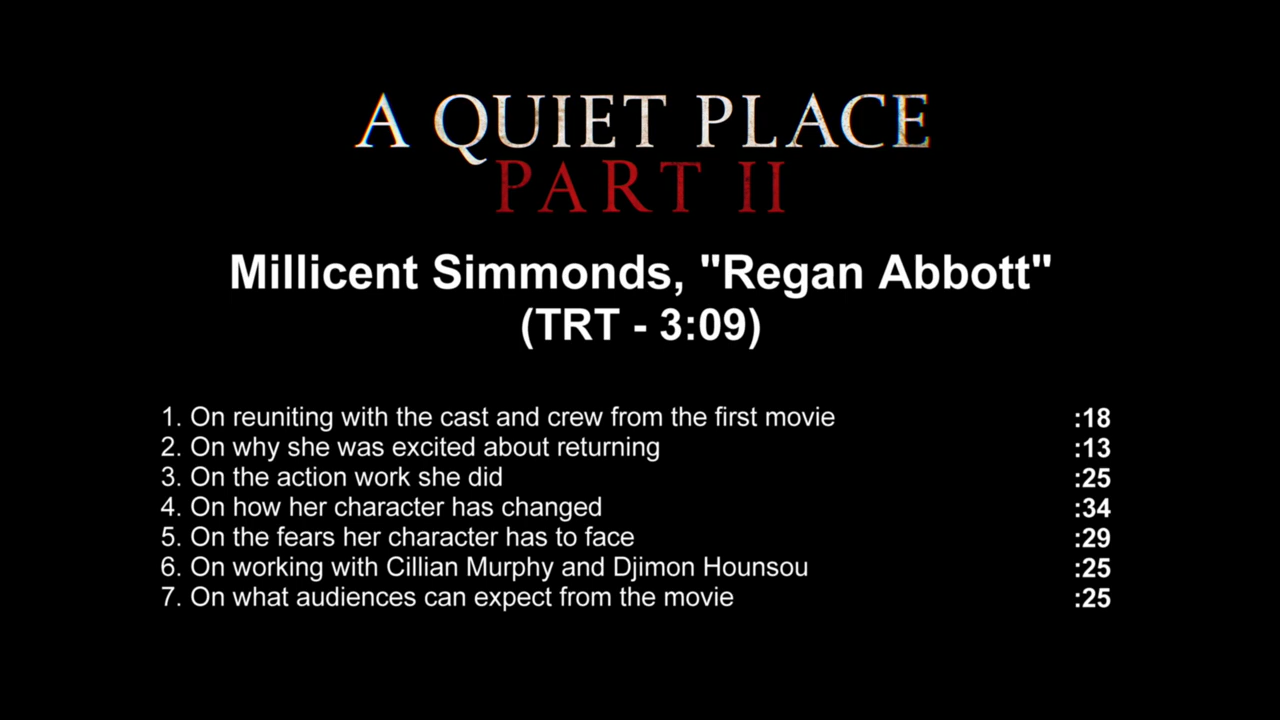 A QUIET PLACE
PART II
Millicent Simmonds, "Regan Abbott"
(TRT - 3:09)
1. On reuniting with the cast and crew from the first movie :18
2. On why she was excited about returning :13
3. On the action work she did :25
4. On how her character has changed :34
5. On the fears her character has to face :29
6. On working with Cillian Murphy and Djimon Hounsou :25
7. On what audiences can expect from the movie :25